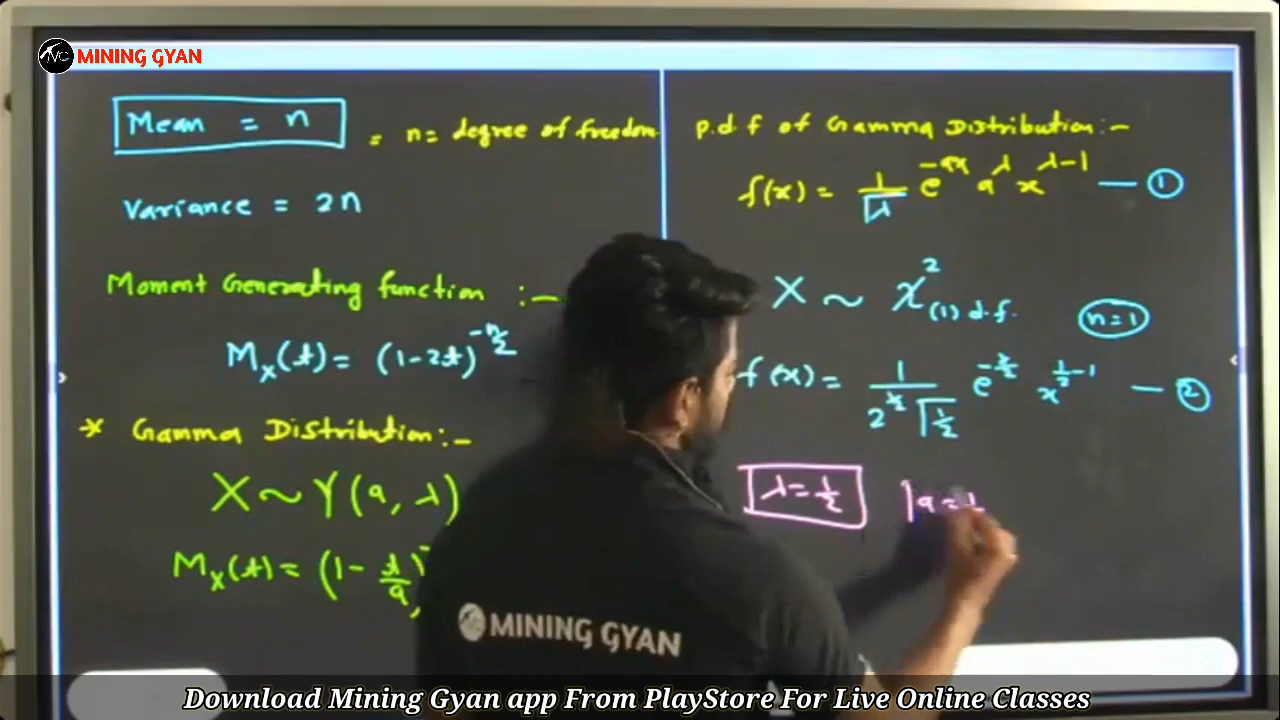 MINING GYAN
Mean = n
= n = degree of freedom
Variance = 2n
Moment Generating function :-
Mₓ(t) = (1-2t)^(-n/2)
* Gamma Distribution:-
X ~ γ(a, λ)
Mₓ(t) = (1 - t/a)^-
p.d.f of Gamma Distribution:-
f(x) = 1/Γλ e^(-ax) a^λ x^(λ-1) — ①
X ~ χ²(1) d.f. n=1
f(x) = 1/(2^(1/2) Γ(1/2)) e^(-x/2) x^(1/2-1) — ②
λ = 1/2 a = 1
MINING GYAN
Download Mining Gyan app From PlayStore For Live Online Classes